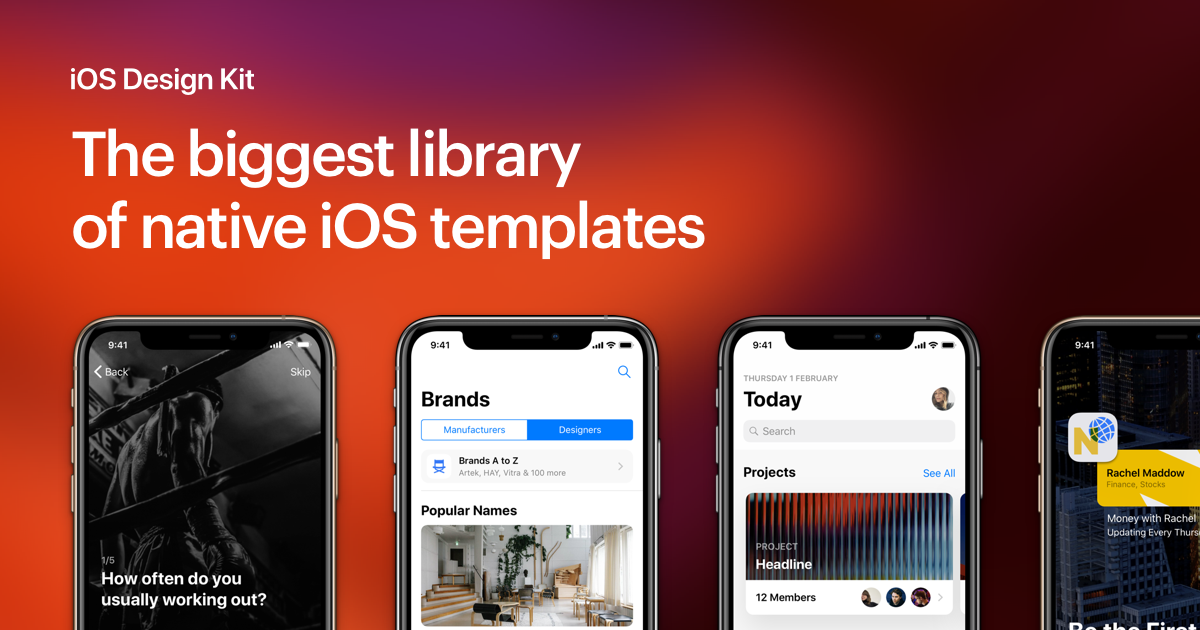 iOS Design Kit
The biggest library
of native iOS templates
9:41
Back
Skip
1/5
How often do you
usually working out?
9:41
Brands
Manufacturers
Designers
Brands A to Z
Artek, HAY, Vitra & 100 more
Popular Names
9:41
THURSDAY 1 FEBRUARY
Today
Search
Projects
See All
PROJECT
Headline
12 Members
9:41
N
Rachel Maddow
Finance, Stocks
Money with Rachel
Updating Every Thurs
Be the First